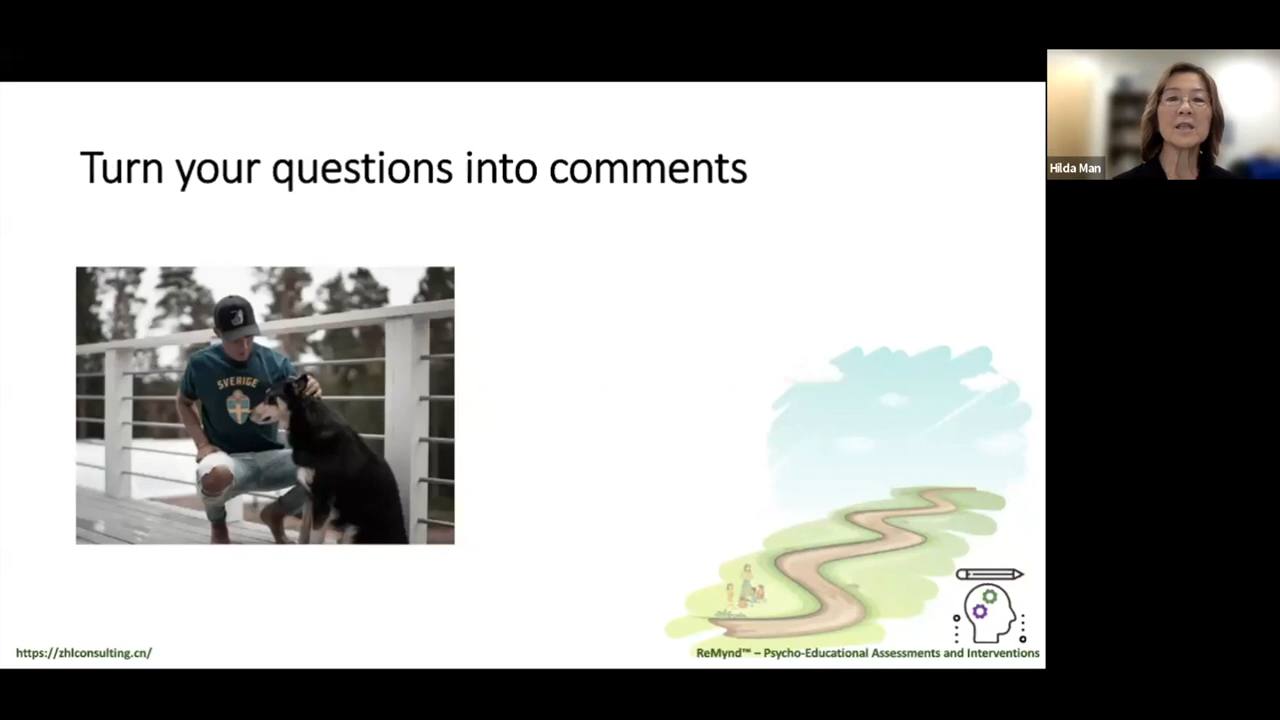 Turn your questions into comments
Hilda Man
SVERIGE
https://zhlconsulting.cn/
ReMynd™ – Psycho-Educational Assessments and Interventions